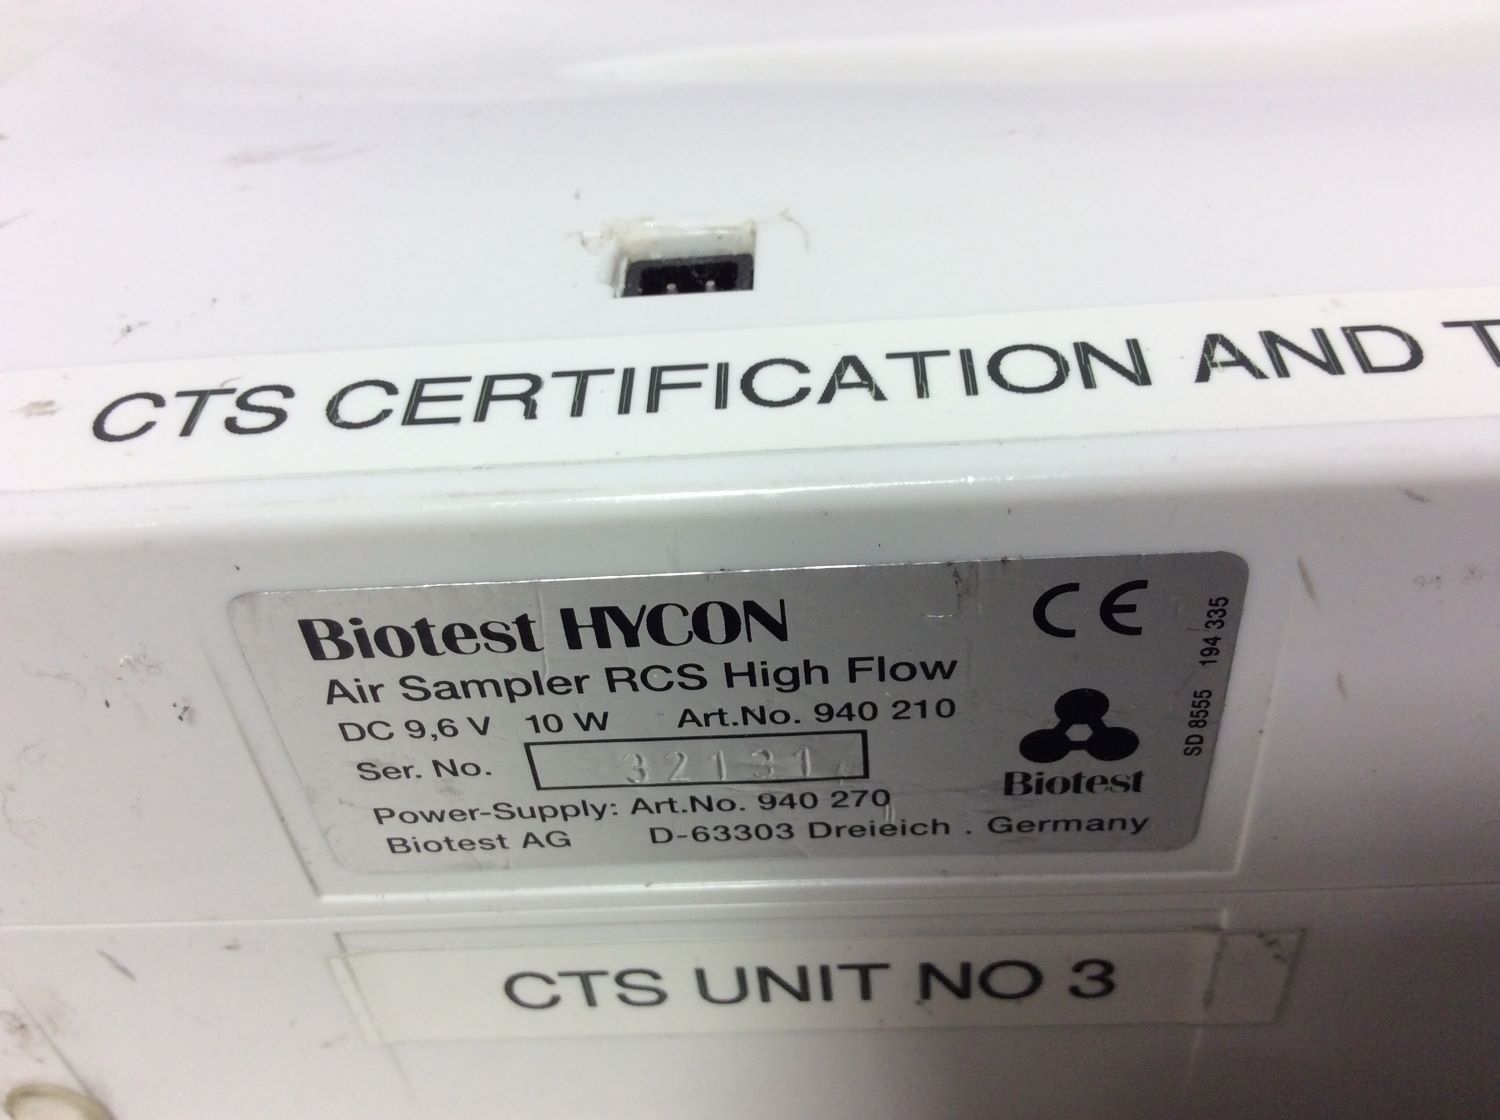 CTS CERTIFICATION AND T
Biotest HYCON
Air Sampler RCS High Flow
DC 9,6 V 10 W Art.No. 940 210
Ser. No. 32131
Power-Supply: Art.No. 940 270
Biotest AG D-63303 Dreieich . Germany
CE
Biotest
SD 8555 194 335
CTS UNIT NO 3